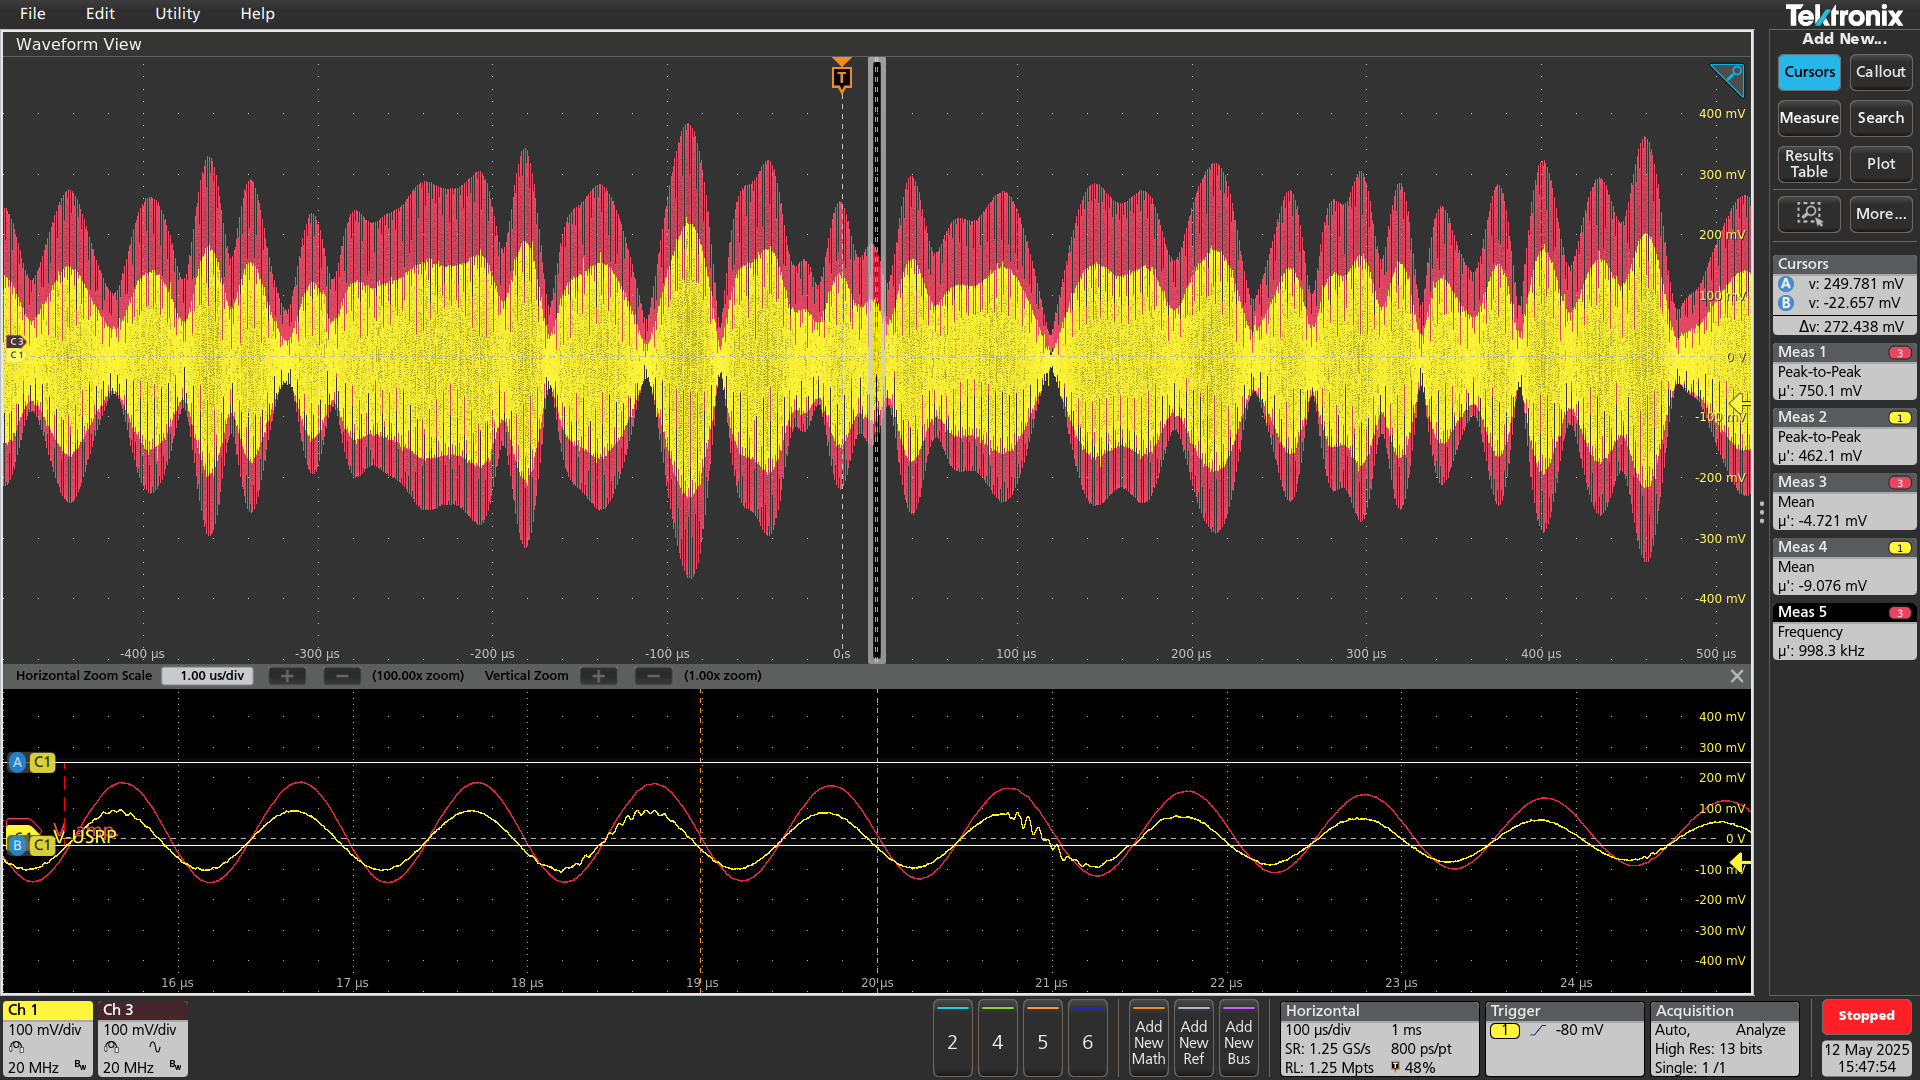 File Edit Utility Help
Tektronix
Waveform View
Add New...
Cursors Callout
Measure Search
Results Table Plot
More...
T
400 mV
300 mV
200 mV
100 mV
0 V
-100 mV
-200 mV
-300 mV
-400 mV
C3
C1
-400 µs -300 µs -200 µs -100 µs 0 s 100 µs 200 µs 300 µs 400 µs 500 µs
Cursors
A v: 249.781 mV
B v: -22.657 mV
Δv: 272.438 mV
Meas 1 3
Peak-to-Peak
µ': 750.1 mV
Meas 2 1
Peak-to-Peak
µ': 462.1 mV
Meas 3 3
Mean
µ': -4.721 mV
Meas 4 1
Mean
µ': -9.076 mV
Meas 5 3
Frequency
µ': 998.3 kHz
Horizontal Zoom Scale 1.00 us/div + − (100.00x zoom) Vertical Zoom + − (1.00x zoom)
400 mV
300 mV
200 mV
100 mV
0 V
-100 mV
-200 mV
-300 mV
-400 mV
A C1
V-USRP
B C1
16 µs 17 µs 18 µs 19 µs 20 µs 21 µs 22 µs 23 µs 24 µs
Ch 1
100 mV/div
20 MHz Bw
Ch 3
100 mV/div
20 MHz Bw
2 4 5 6
Add New Math
Add New Ref
Add New Bus
Horizontal
100 µs/div 1 ms
SR: 1.25 GS/s 800 ps/pt
RL: 1.25 Mpts T 48%
Trigger
1 -80 mV
Acquisition
Auto, Analyze
High Res: 13 bits
Single: 1 /1
Stopped
12 May 2025
15:47:54